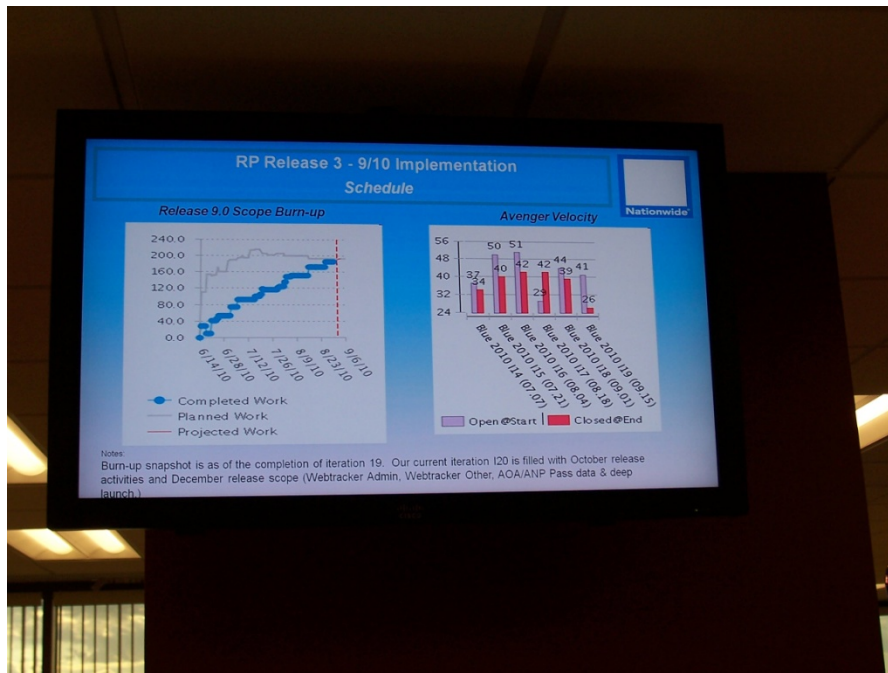 RP Release 3 - 9/10 Implementation
Schedule
Nationwide®
Release 9.0 Scope Burn-up
240.0
200.0
160.0
120.0
80.0
40.0
0.0
6/14/10
6/28/10
7/12/10
7/26/10
8/9/10
8/23/10
9/6/10
Completed Work
Planned Work
Projected Work
Avenger Velocity
56
48
40
32
24
37
34
50
40
51
42
29
42
44
39
41
26
Blue 2010 I14 (07.07)
Blue 2010 I15 (07.21)
Blue 2010 I16 (08.04)
Blue 2010 I17 (08.18)
Blue 2010 I18 (09.01)
Blue 2010 I19 (09.15)
Open@Start
Closed@End
Notes:
Burn-up snapshot is as of the completion of iteration 19. Our current iteration I20 is filled with October release
activities and December release scope (Webtracker Admin, Webtracker Other, AOA/ANP Pass data & deep
launch.)